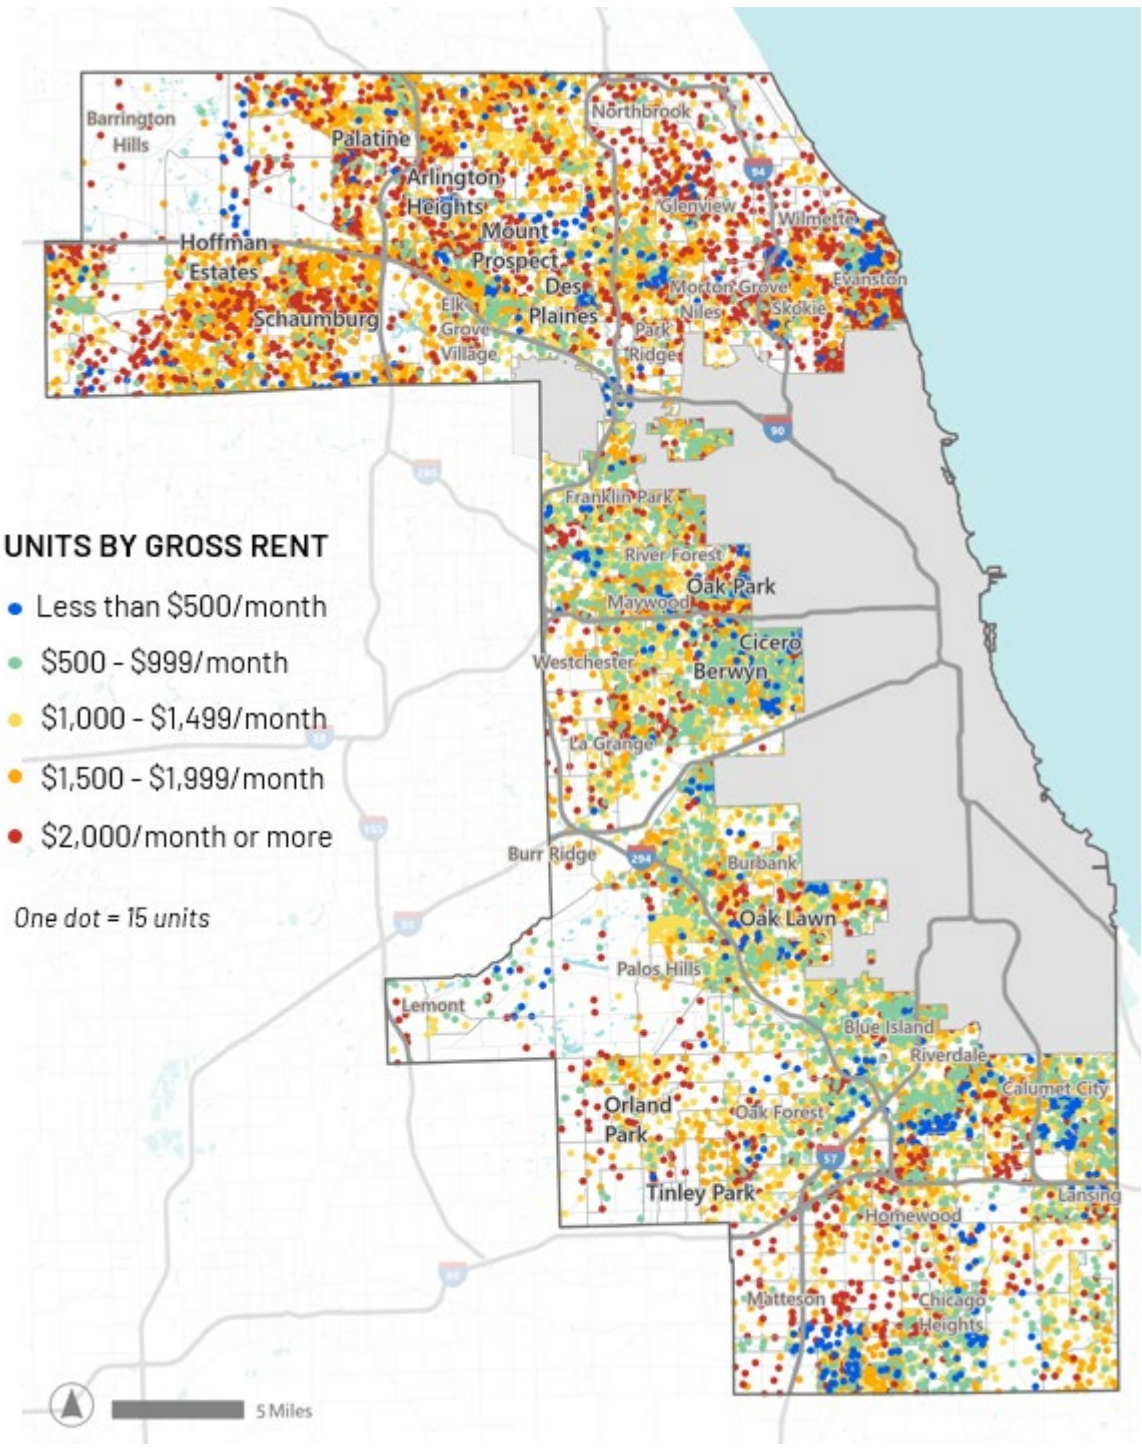 Barrington
Hills
Palatine
Northbrook
94
Arlington
Heights
Glenview
Wilmette
Mount
Prospect
Hoffman
Estates
Des
Plaines
Morton Grove
Niles
Evanston
Skokie
Elk
Grove
Village
Schaumburg
Park
Ridge
90
290
Franklin Park
UNITS BY GROSS RENT
Less than $500/month
$500 - $999/month
$1,000 - $1,499/month
$1,500 - $1,999/month
$2,000/month or more
One dot = 15 units
River Forest
Oak Park
Maywood
Cicero
Westchester
Berwyn
La Grange
Burr Ridge
294
Burbank
Oak Lawn
Palos Hills
Lemont
Blue Island
Riverdale
Calumet City
Orland
Park
Oak Forest
57
Tinley Park
Lansing
Homewood
Matteson
Chicago
Heights
5 Miles